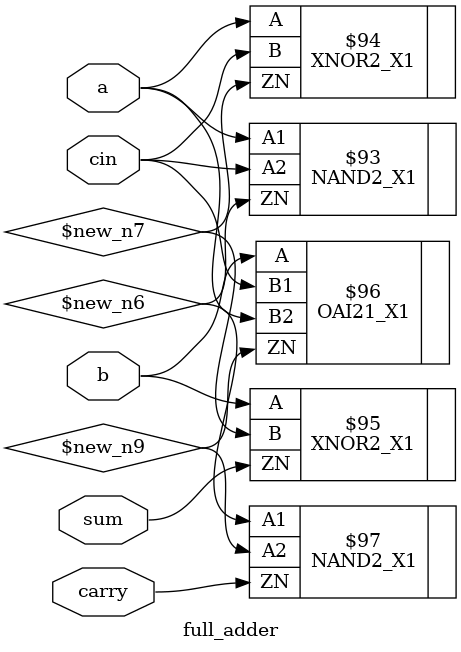 a
cin
$new_n7
$new_n6
b
$new_n9
sum
carry
A
B
ZN
$94
XNOR2_X1
A1
A2
ZN
$93
NAND2_X1
A
B1
B2
ZN
$96
OAI21_X1
A
B
ZN
$95
XNOR2_X1
A1
A2
ZN
$97
NAND2_X1
full_adder